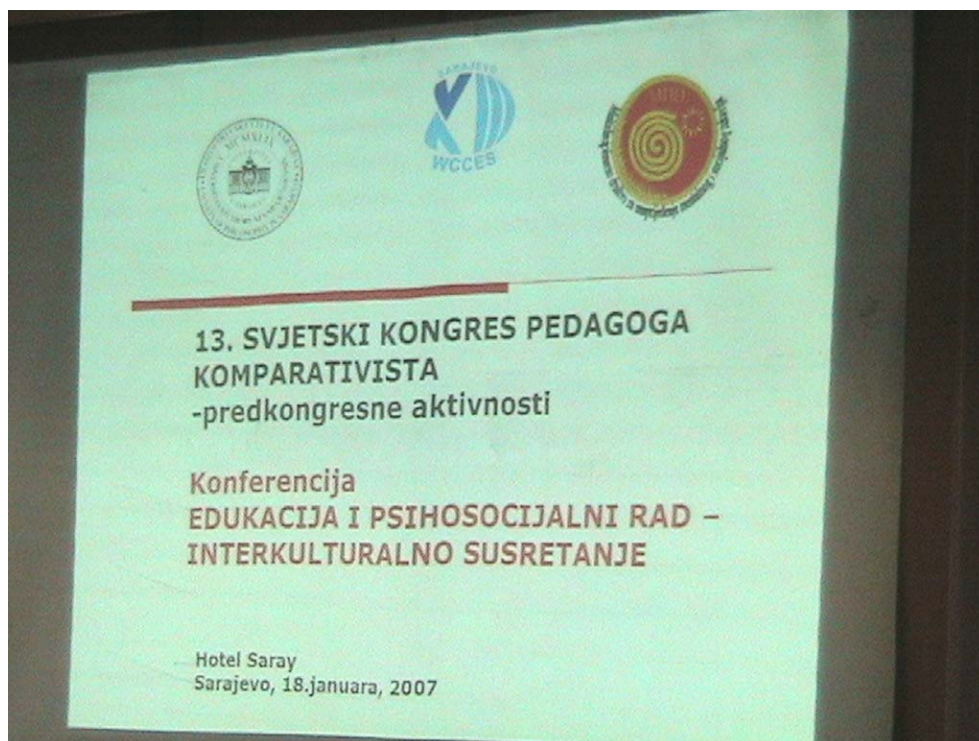 SARAJEVO
WCCES
13. SVJETSKI KONGRES PEDAGOGA
KOMPARATIVISTA
-predkongresne aktivnosti
Konferencija
EDUKACIJA I PSIHOSOCIJALNI RAD –
INTERKULTURALNO SUSRETANJE
Hotel Saray
Sarajevo, 18.januara, 2007